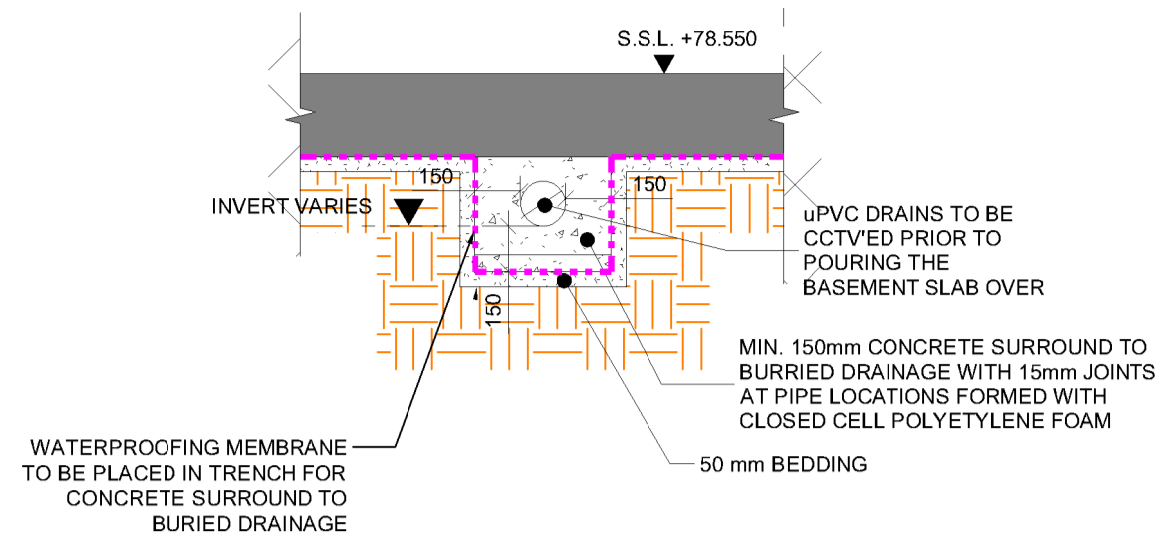 S.S.L. +78.550
150
150
INVERT VARIES
uPVC DRAINS TO BE
CCTV'ED PRIOR TO
POURING THE
BASEMENT SLAB OVER
150
MIN. 150mm CONCRETE SURROUND TO
BURRIED DRAINAGE WITH 15mm JOINTS
AT PIPE LOCATIONS FORMED WITH
CLOSED CELL POLYETYLENE FOAM
WATERPROOFING MEMBRANE
TO BE PLACED IN TRENCH FOR
CONCRETE SURROUND TO
BURIED DRAINAGE
50 mm BEDDING